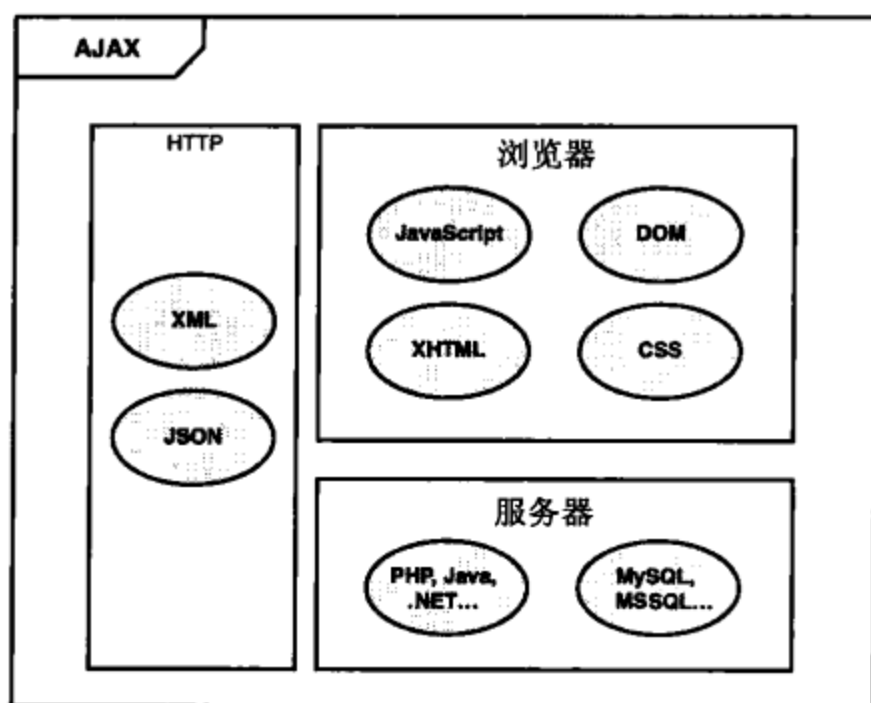 AJAX
HTTP
XML
JSON
浏览器
JavaScript
DOM
XHTML
CSS
服务器
PHP, Java,
.NET...
MySQL,
MSSQL...